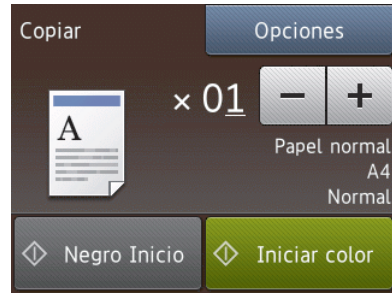 Copiar
Opciones
× 01
− +
A
Papel normal
A4
Normal
Negro Inicio
Iniciar color